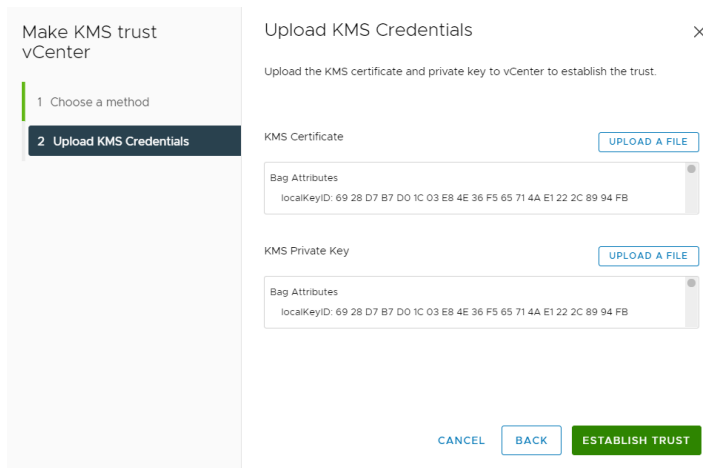 Make KMS trust
vCenter
1 Choose a method
2 Upload KMS Credentials
Upload KMS Credentials
Upload the KMS certificate and private key to vCenter to establish the trust.
KMS Certificate
UPLOAD A FILE
Bag Attributes
localKeyID: 69 28 D7 B7 D0 1C 03 E8 4E 36 F5 65 71 4A E1 22 2C 89 94 FB
KMS Private Key
UPLOAD A FILE
Bag Attributes
localKeyID: 69 28 D7 B7 D0 1C 03 E8 4E 36 F5 65 71 4A E1 22 2C 89 94 FB
CANCEL
BACK
ESTABLISH TRUST